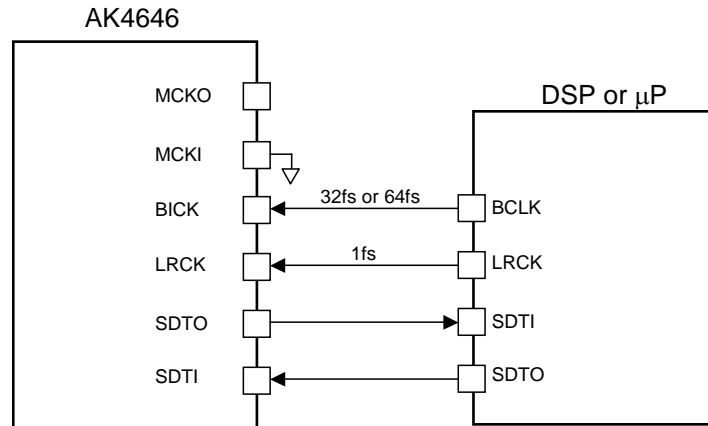 AK4646
DSP or μP
MCKO
MCKI
BICK
32fs or 64fs
BCLK
LRCK
1fs
LRCK
SDTO
SDTI
SDTI
SDTO